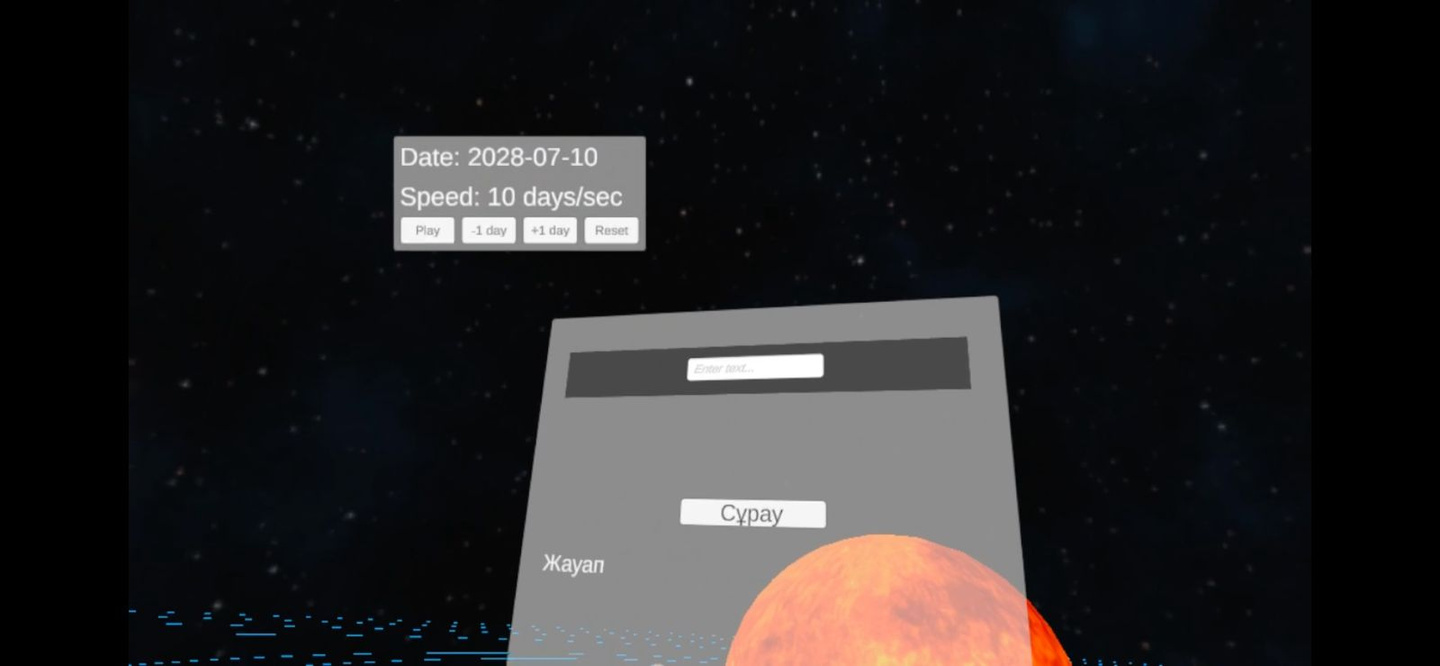 Date: 2028-07-10
Speed: 10 days/sec
Play -1 day +1 day Reset
Enter text...
Сұрау
Жауап